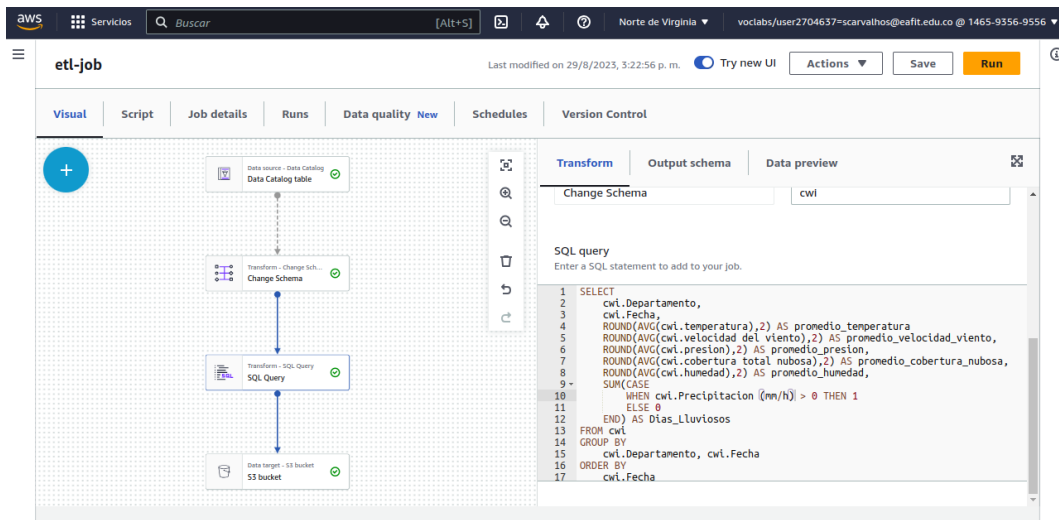 aws Servicios Buscar [Alt+S] Norte de Virginia ▼ voclabs/user2704637=scarvalhos@eafit.edu.co @ 1465-9356-9556 ▼
etl-job Last modified on 29/8/2023, 3:22:56 p. m. Try new UI Actions ▼ Save Run
Visual Script Job details Runs Data quality New Schedules Version Control
+
Data source - Data Catalog
Data Catalog table
Transform - Change Sch...
Change Schema
Transform - SQL Query
SQL Query
Data target - S3 bucket
S3 bucket
Transform Output schema Data preview
Change Schema cwi
SQL query
Enter a SQL statement to add to your job.
1 SELECT
2 cwi.Departamento,
3 cwi.Fecha,
4 ROUND(AVG(cwi.temperatura),2) AS promedio_temperatura
5 ROUND(AVG(cwi.velocidad del viento),2) AS promedio_velocidad_viento,
6 ROUND(AVG(cwi.presion),2) AS promedio_presion,
7 ROUND(AVG(cwi.cobertura total nubosa),2) AS promedio_cobertura_nubosa,
8 ROUND(AVG(cwi.humedad),2) AS promedio_humedad,
9 SUM(CASE
10 WHEN cwi.Precipitacion (mm/h) > 0 THEN 1
11 ELSE 0
12 END) AS Dias_Lluviosos
13 FROM cwi
14 GROUP BY
15 cwi.Departamento, cwi.Fecha
16 ORDER BY
17 cwi.Fecha